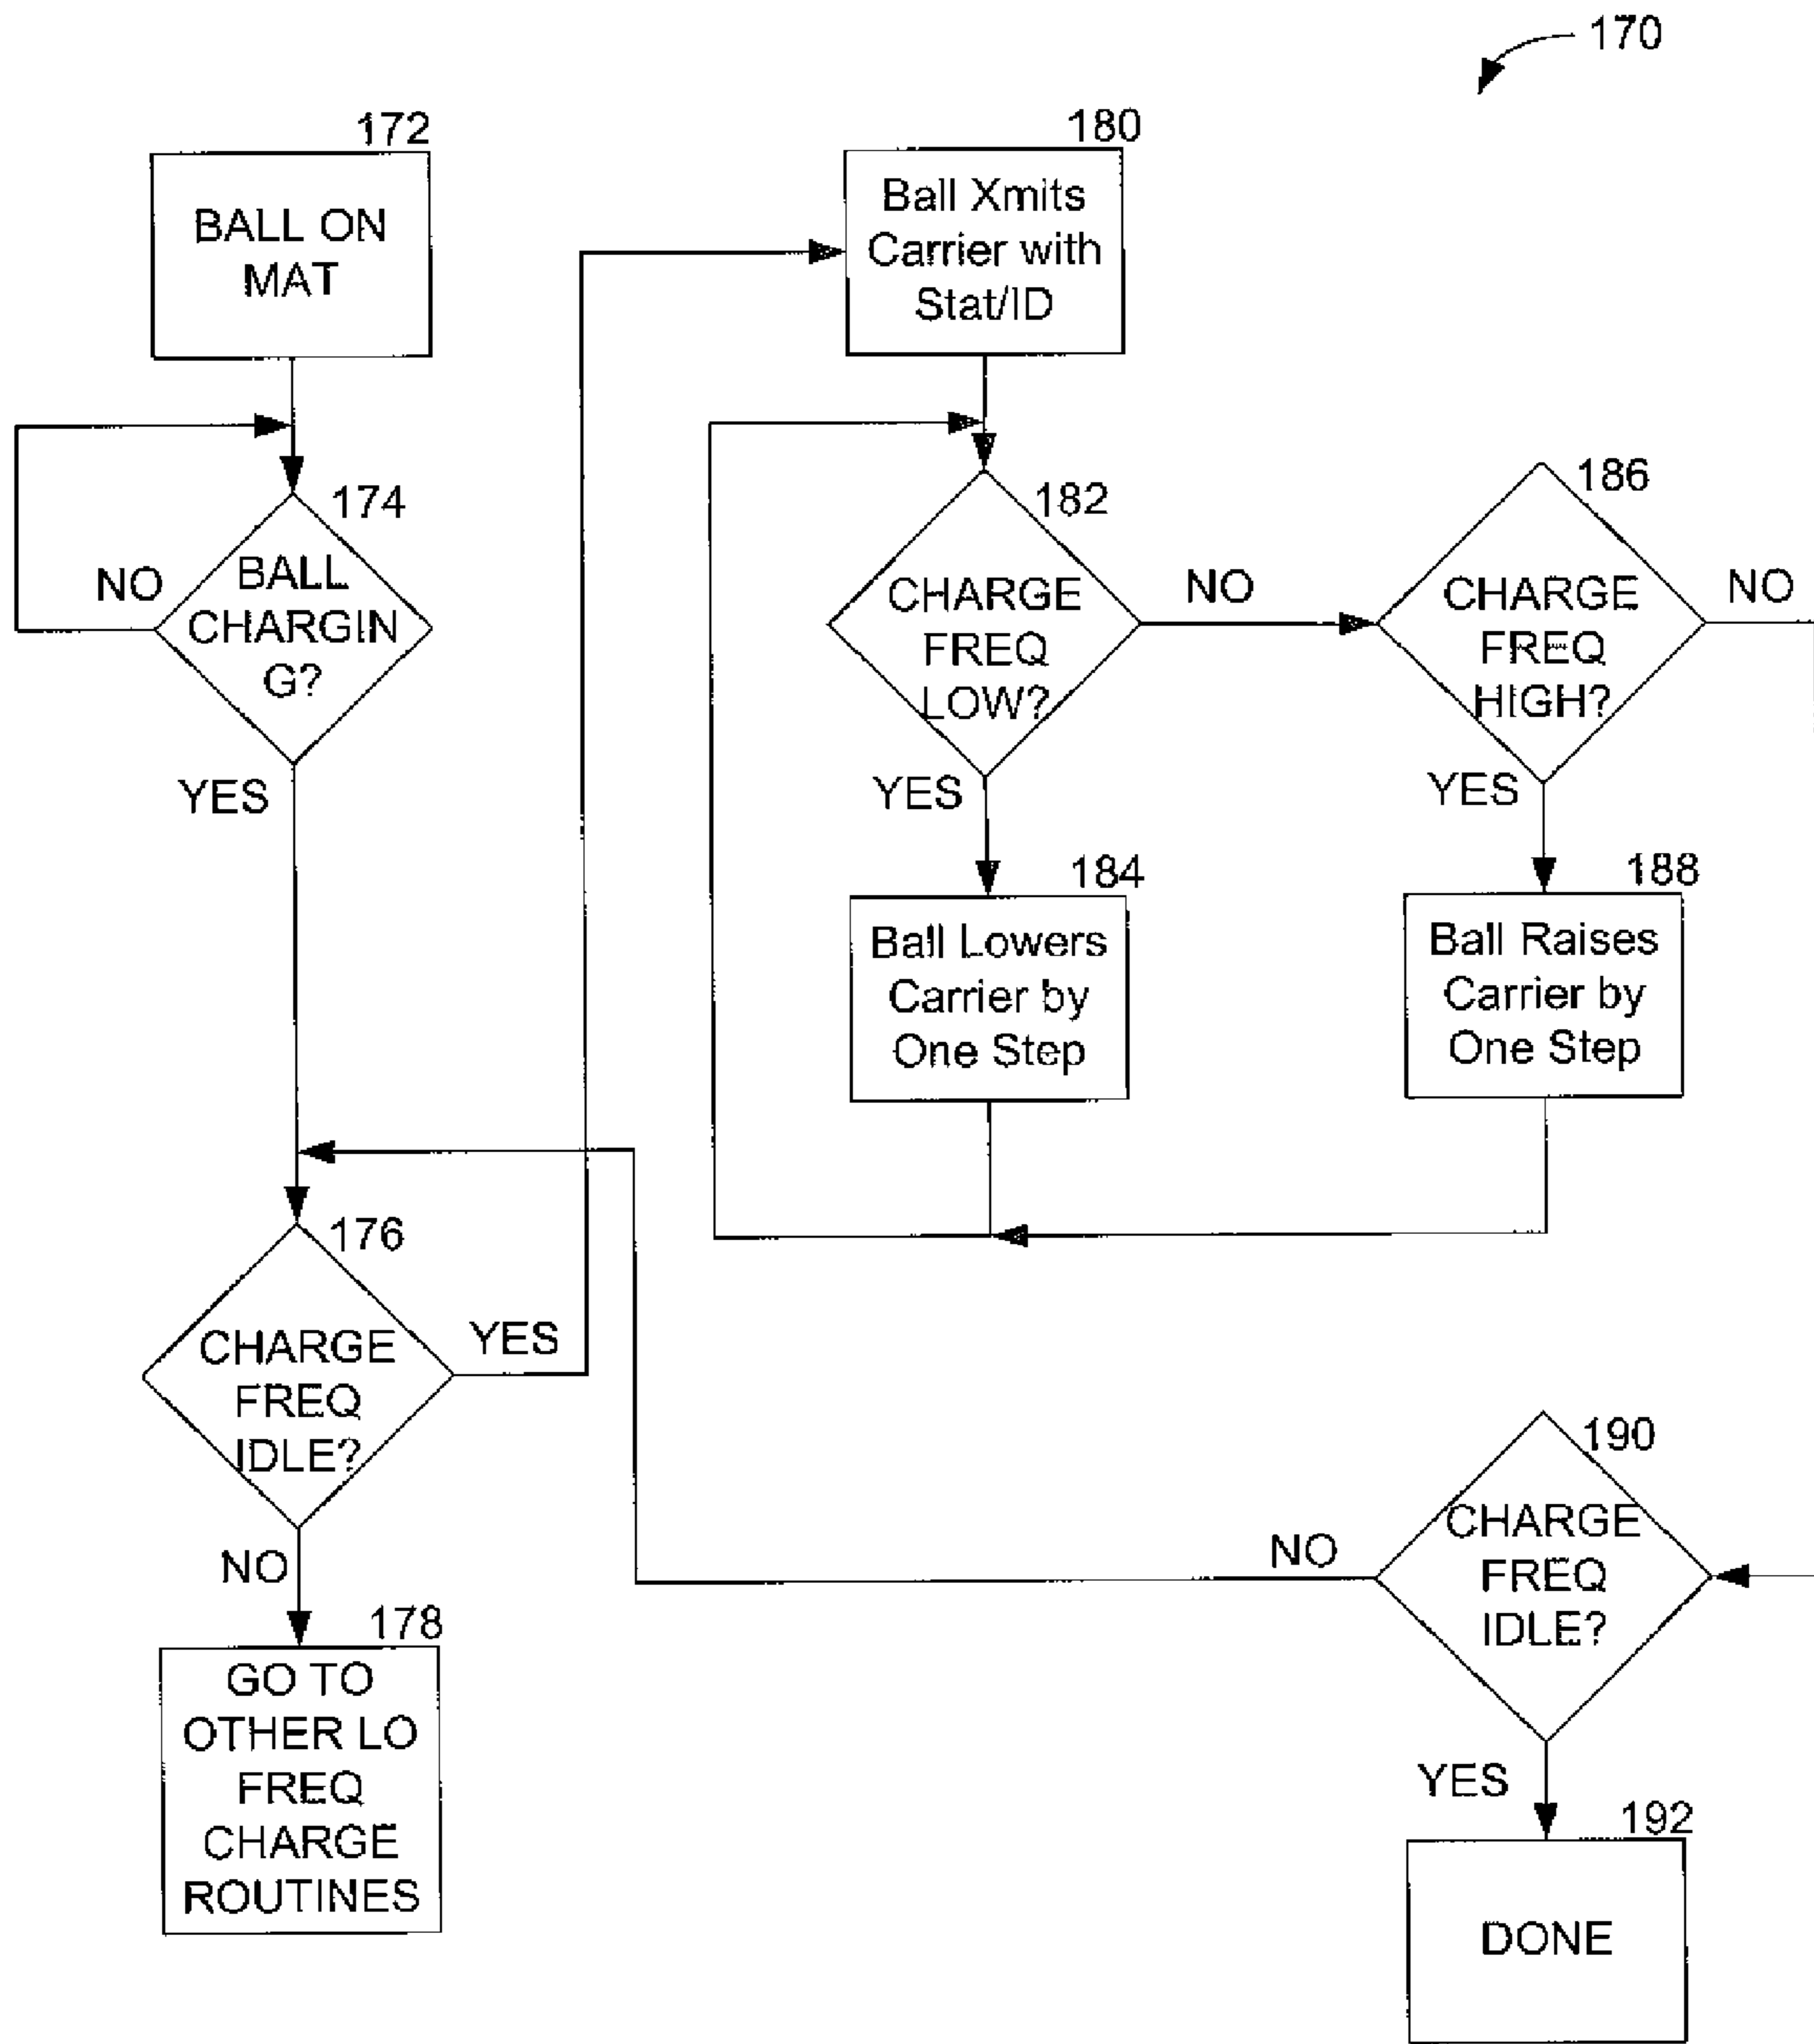 170
172
BALL ON
MAT
174
BALL
CHARGIN
G?
NO
YES
176
CHARGE
FREQ
IDLE?
YES
NO
178
GO TO
OTHER LO
FREQ
CHARGE
ROUTINES
180
Ball Xmits
Carrier with
Stat/ID
182
CHARGE
FREQ
LOW?
NO
YES
184
Ball Lowers
Carrier by
One Step
186
CHARGE
FREQ
HIGH?
NO
YES
188
Ball Raises
Carrier by
One Step
190
CHARGE
FREQ
IDLE?
NO
YES
192
DONE